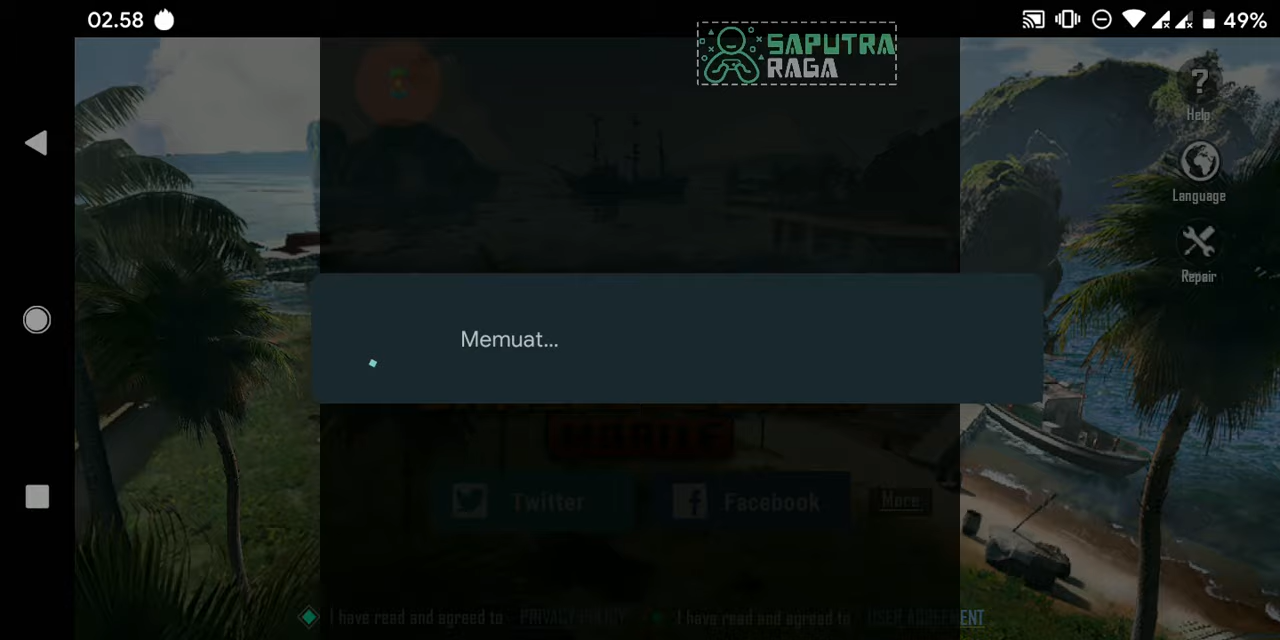 02.58
49%
SAPUTRA
RAGA
Help
Language
Repair
Memuat...
MOBILE
Twitter
Facebook
More
I have read and agreed to PRIVACY POLICY
I have read and agreed to USER AGREEMENT